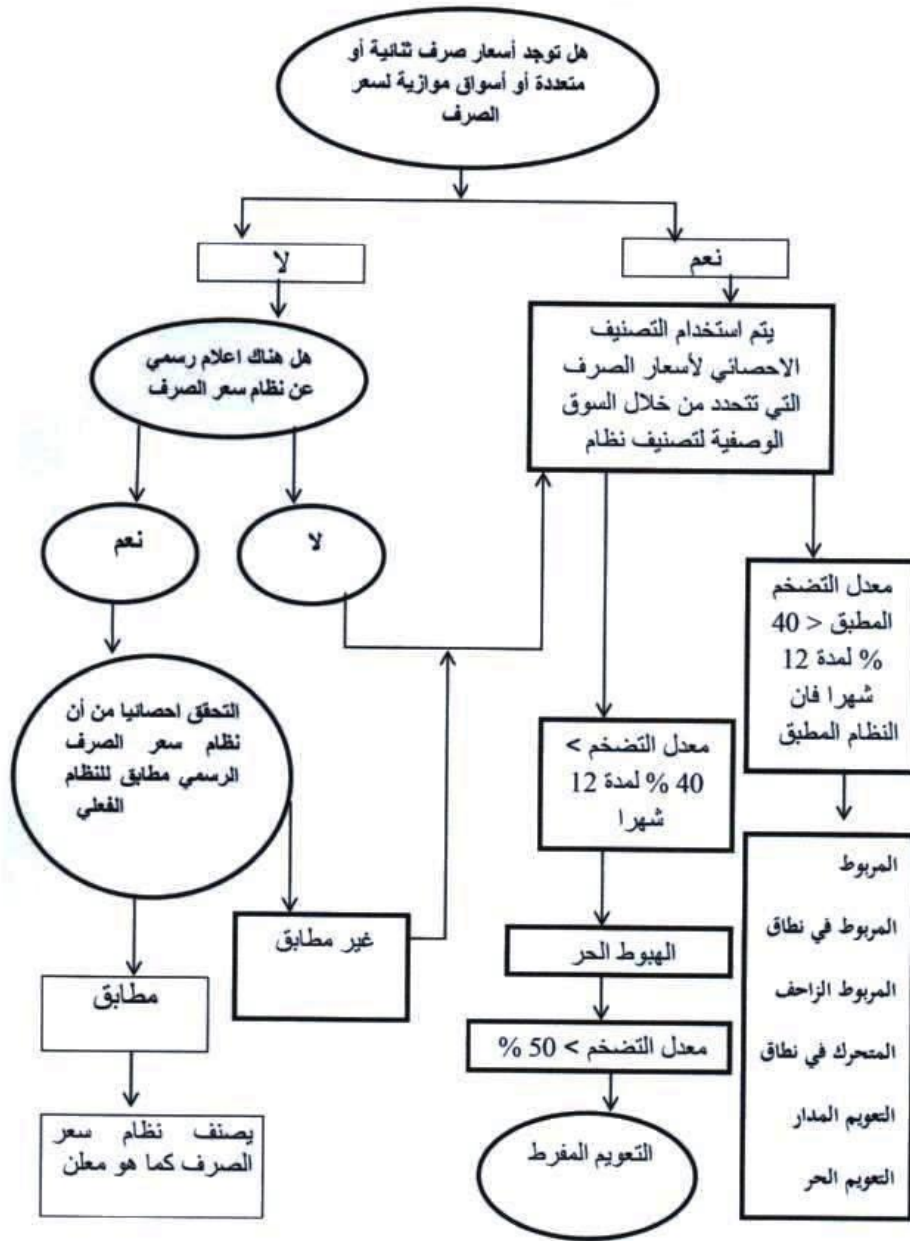 هل توجد أسعار صرف ثنائية أو
متعددة أو أسواق موازية لسعر
الصرف
نعم
لا
يتم استخدام التصنيف
الاحصائي لأسعار الصرف
التي تتحدد من خلال السوق
الوصفية لتصنيف نظام
هل هناك اعلام رسمي
عن نظام سعر الصرف
لا
نعم
معدل التضخم
المطبق < 40
% لمدة 12
شهرا فان
النظام المطبق
التحقق احصائيا من أن
نظام سعر الصرف
الرسمي مطابق للنظام
الفعلي
معدل التضخم >
40 % لمدة 12
شهرا
المربوط
المربوط في نطاق
المربوط الزاحف
المتحرك في نطاق
التعويم المدار
التعويم الحر
غير مطابق
الهبوط الحر
مطابق
معدل التضخم > 50 %
يصنف نظام سعر
الصرف كما هو معلن
التعويم المفرط